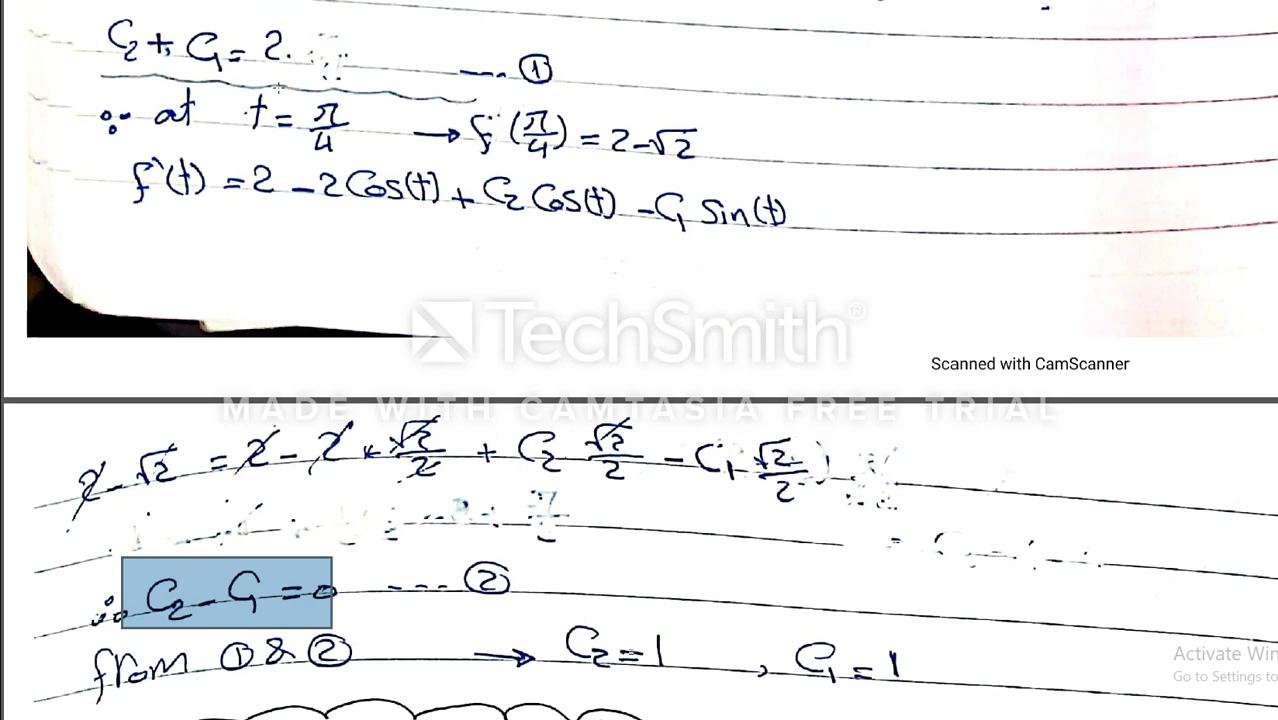 C₂ + C₁ = 2. ---- ①
∵ at t = π/4 → f`(π/4) = 2-√2
f`(t) = 2 - 2Cos(t) + C₂ Cos(t) - C₁ Sin(t)
TechSmith®
Scanned with CamScanner
MADE WITH CAMTASIA FREE TRIAL
2 - √2 = 2 - 2 * √2/2 + C₂ √2/2 - C₁ √2/2
∴ C₂ - C₁ = 0 ---- ②
from ① & ② → C₂ = 1 , C₁ = 1
Activate Win
Go to Settings to